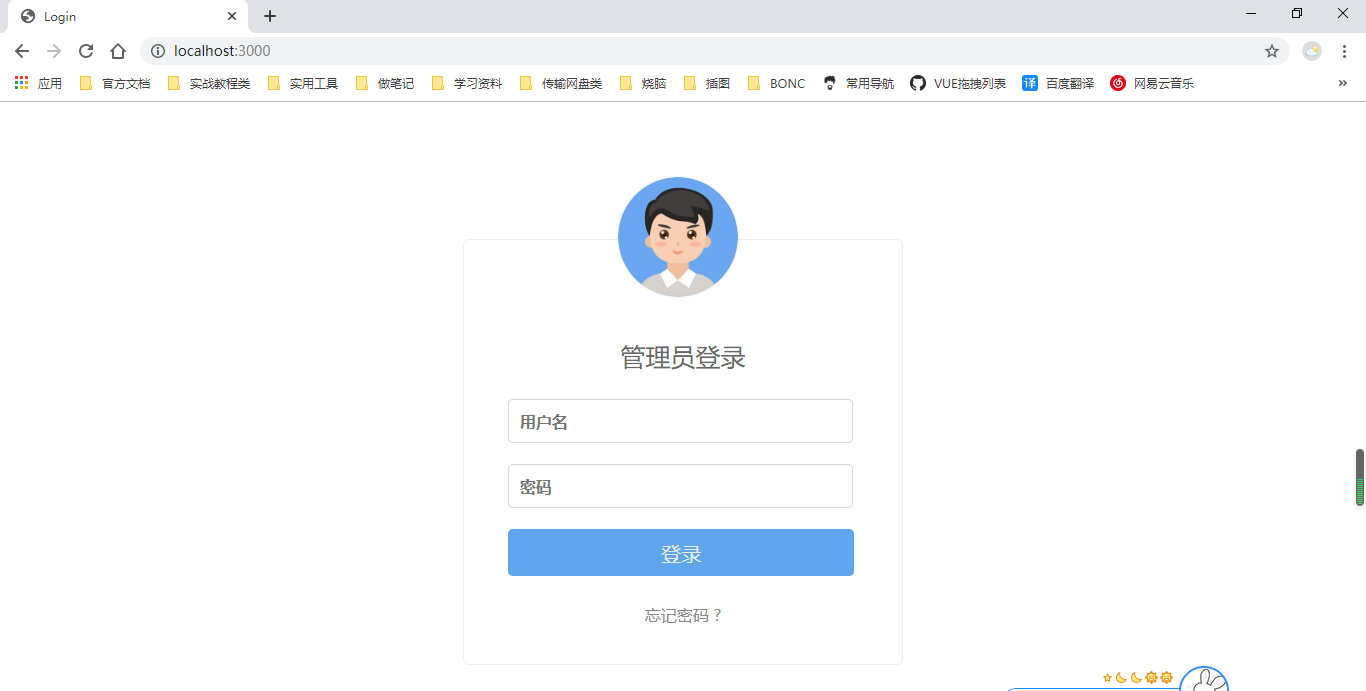 Login
localhost:3000
应用 官方文档 实战教程类 实用工具 做笔记 学习资料 传输网盘类 烧脑 插图 BONC 常用导航 VUE拖拽列表 译 百度翻译 网易云音乐 »
管理员登录
用户名
密码
登录
忘记密码？